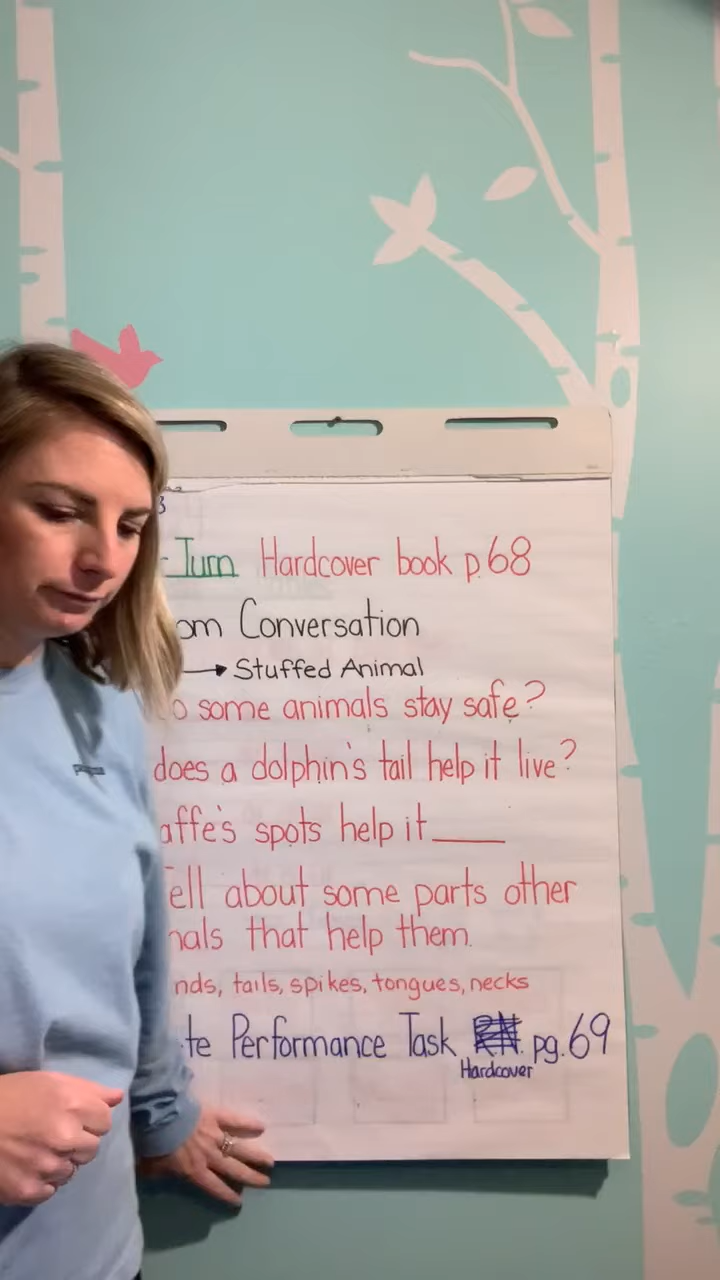 3
Turn Hardcover book p.68
om Conversation
→ Stuffed Animal
o some animals stay safe?
does a dolphin's tail help it live?
affe's spots help it____
ell about some parts other
nals that help them.
nds, tails, spikes, tongues, necks
te Performance Task pg.69
Hardcover